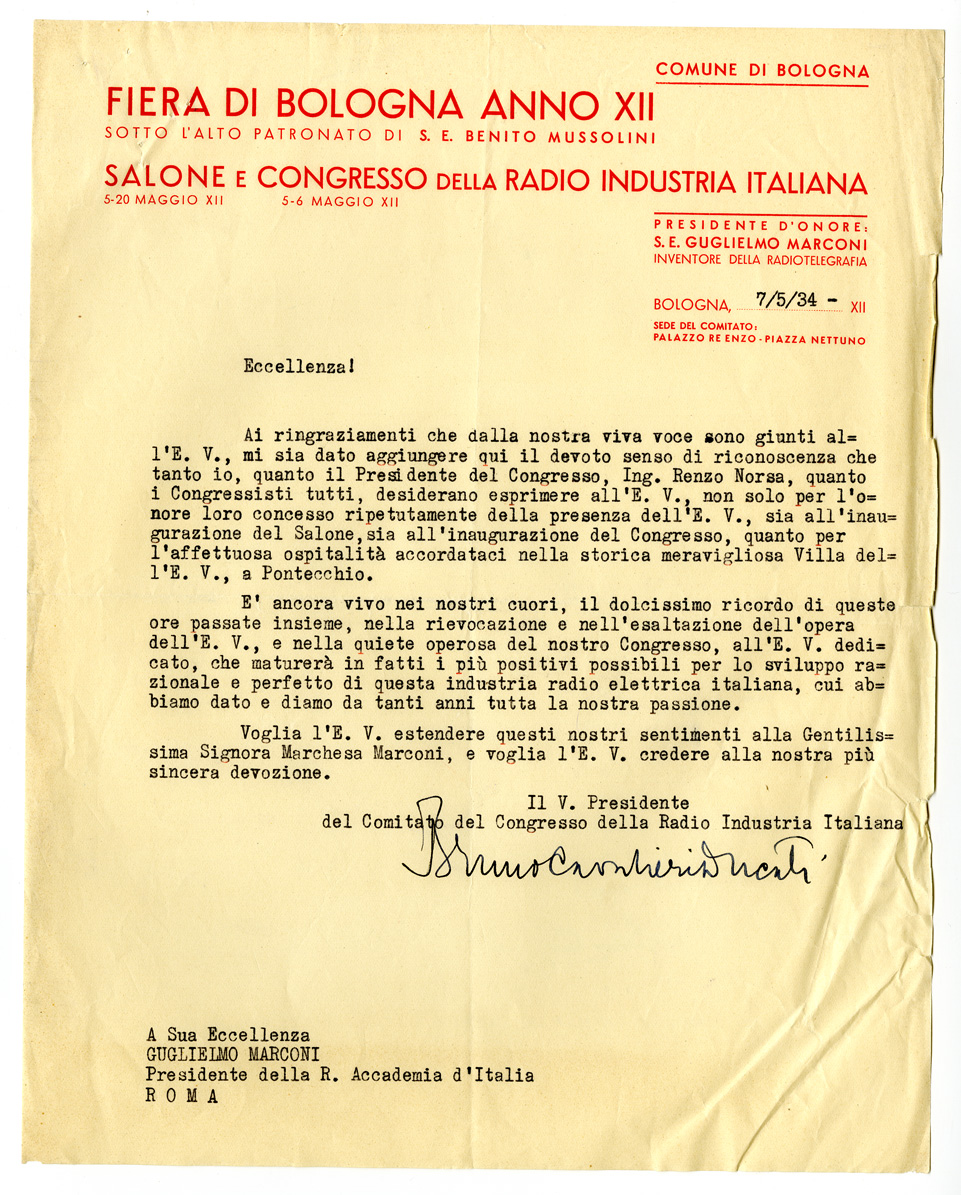 COMUNE DI BOLOGNA
FIERA DI BOLOGNA ANNO XII
SOTTO L'ALTO PATRONATO DI S. E. BENITO MUSSOLINI
SALONE E CONGRESSO DELLA RADIO INDUSTRIA ITALIANA
5-20 MAGGIO XII 5-6 MAGGIO XII
PRESIDENTE D'ONORE:
S. E. GUGLIELMO MARCONI
INVENTORE DELLA RADIOTELEGRAFIA
BOLOGNA, 7/5/34 - XII
SEDE DEL COMITATO:
PALAZZO RE ENZO - PIAZZA NETTUNO
Eccellenza!
Ai ringraziamenti che dalla nostra viva voce sono giunti al=
l'E. V., mi sia dato aggiungere qui il devoto senso di riconoscenza che
tanto io, quanto il Presidente del Congresso, Ing. Renzo Norsa, quanto
i Congressisti tutti, desiderano esprimere all'E. V., non solo per l'o=
nore loro concesso ripetutamente della presenza dell'E. V., sia all'inau=
gurazione del Salone,sia all'inaugurazione del Congresso, quanto per
l'affettuosa ospitalità accordataci nella storica meravigliosa Villa del=
l'E. V., a Pontecchio.
E' ancora vivo nei nostri cuori, il dolcissimo ricordo di queste
ore passate insieme, nella rievocazione e nell'esaltazione dell'opera
dell'E. V., e nella quiete operosa del nostro Congresso, all'E. V. dedi=
cato, che maturerà in fatti i più positivi possibili per lo sviluppo ra=
zionale e perfetto di questa industria radio elettrica italiana, cui ab=
biamo dato e diamo da tanti anni tutta la nostra passione.
Voglia l'E. V. estendere questi nostri sentimenti alla Gentilis=
sima Signora Marchesa Marconi, e voglia l'E. V. credere alla nostra più
sincera devozione.
Il V. Presidente
del Comitato del Congresso della Radio Industria Italiana
Bruno Cavalieri Ducati
A Sua Eccellenza
GUGLIELMO MARCONI
Presidente della R. Accademia d'Italia
R O M A